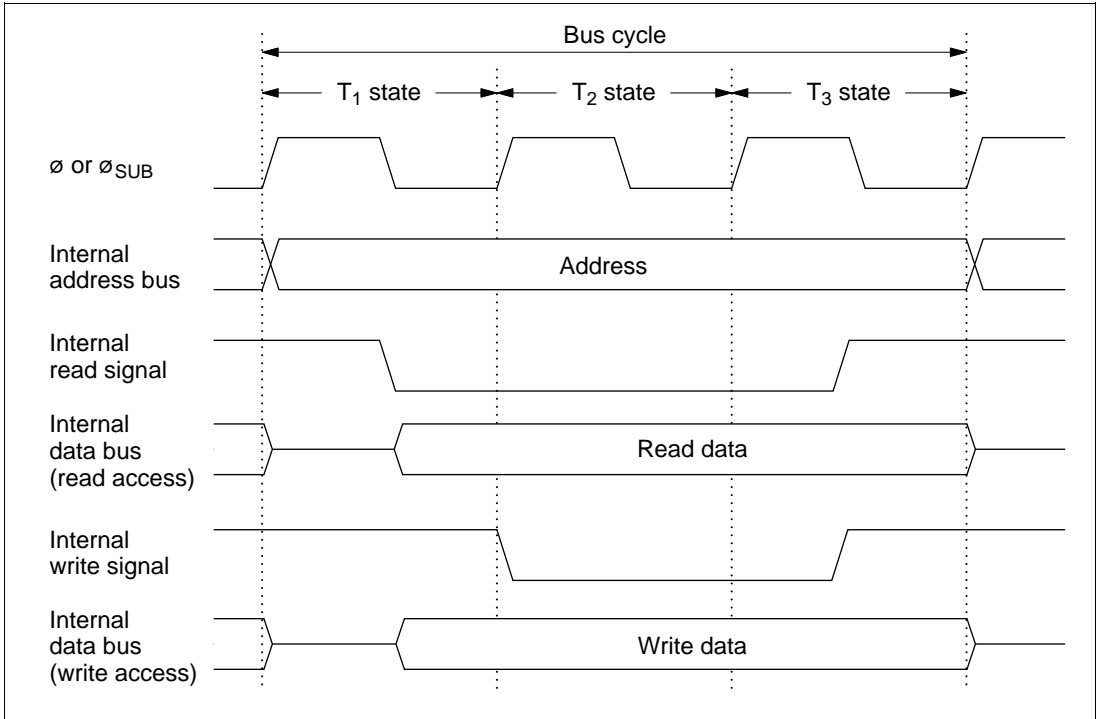 Bus cycle
T1 state
T2 state
T3 state
ø or øSUB
Internal
address bus
Address
Internal
read signal
Internal
data bus
(read access)
Read data
Internal
write signal
Internal
data bus
(write access)
Write data